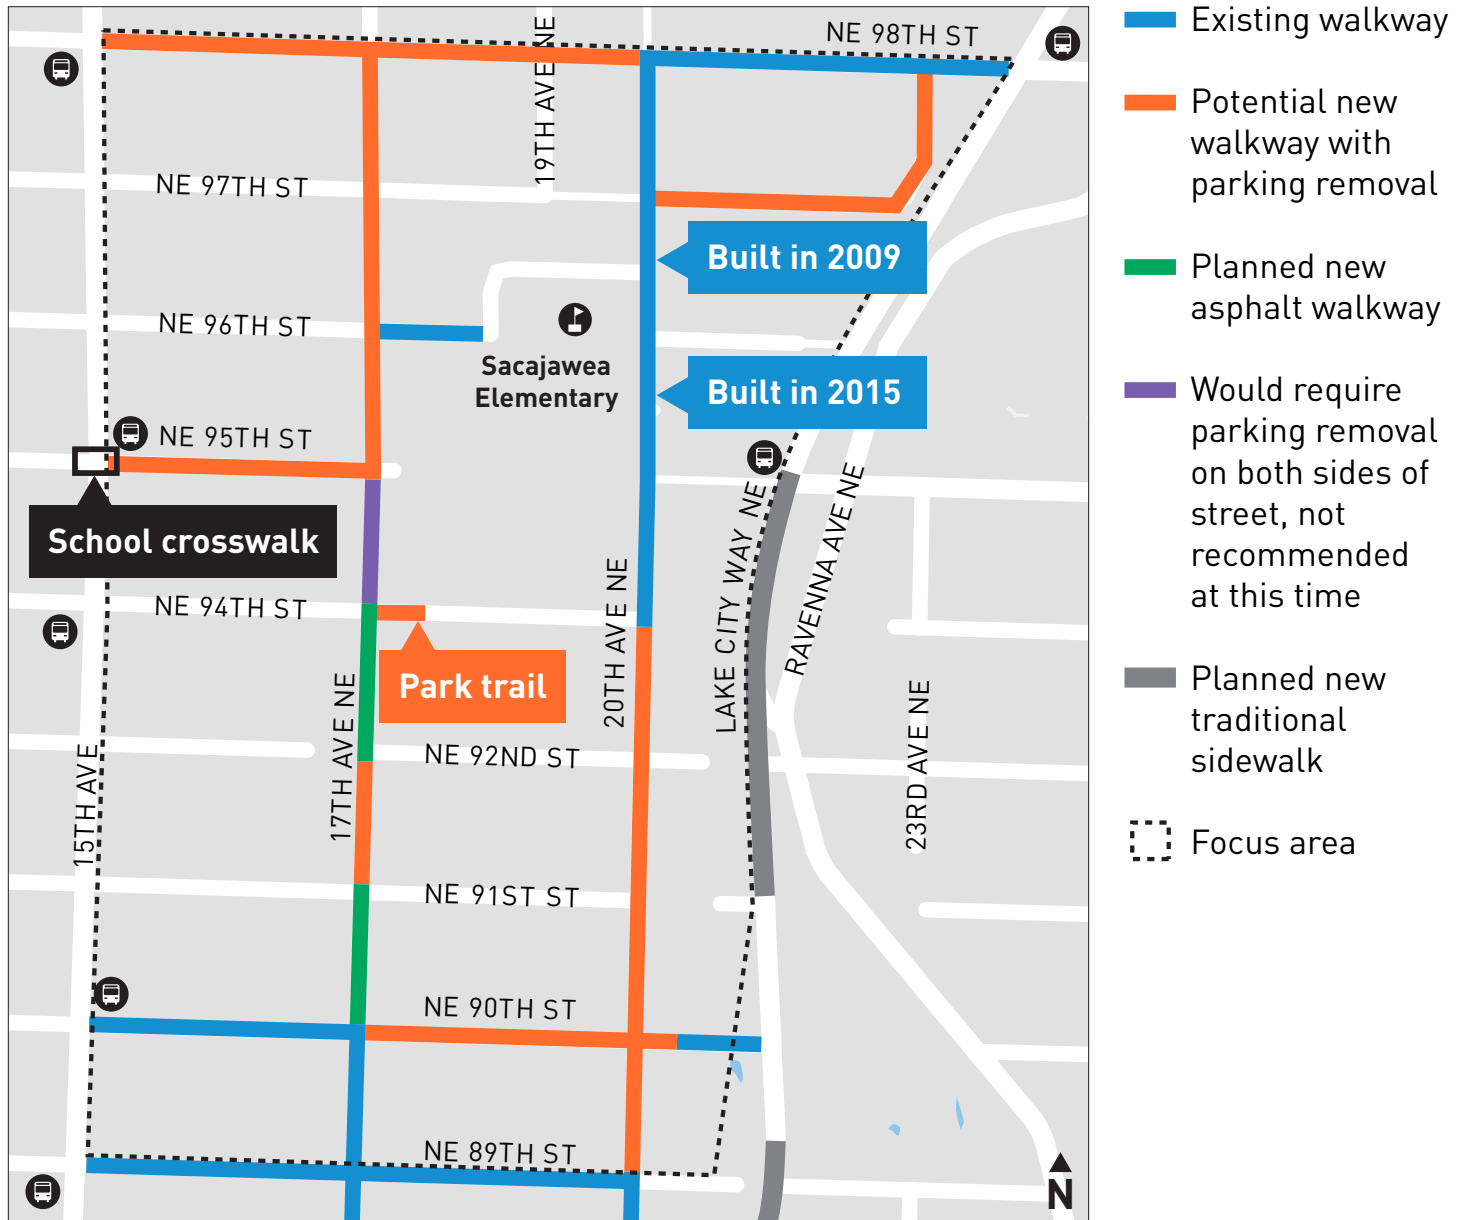 NE 98TH ST
19TH AVE NE
NE 97TH ST
Built in 2009
NE 96TH ST
Sacajawea
Elementary
Built in 2015
NE 95TH ST
School crosswalk
NE 94TH ST
Park trail
LAKE CITY WAY NE
RAVENNA AVE NE
20TH AVE NE
17TH AVE NE
15TH AVE
23RD AVE NE
NE 92ND ST
NE 91ST ST
NE 90TH ST
NE 89TH ST
N
Existing walkway
Potential new
walkway with
parking removal
Planned new
asphalt walkway
Would require
parking removal
on both sides of
street, not
recommended
at this time
Planned new
traditional
sidewalk
Focus area